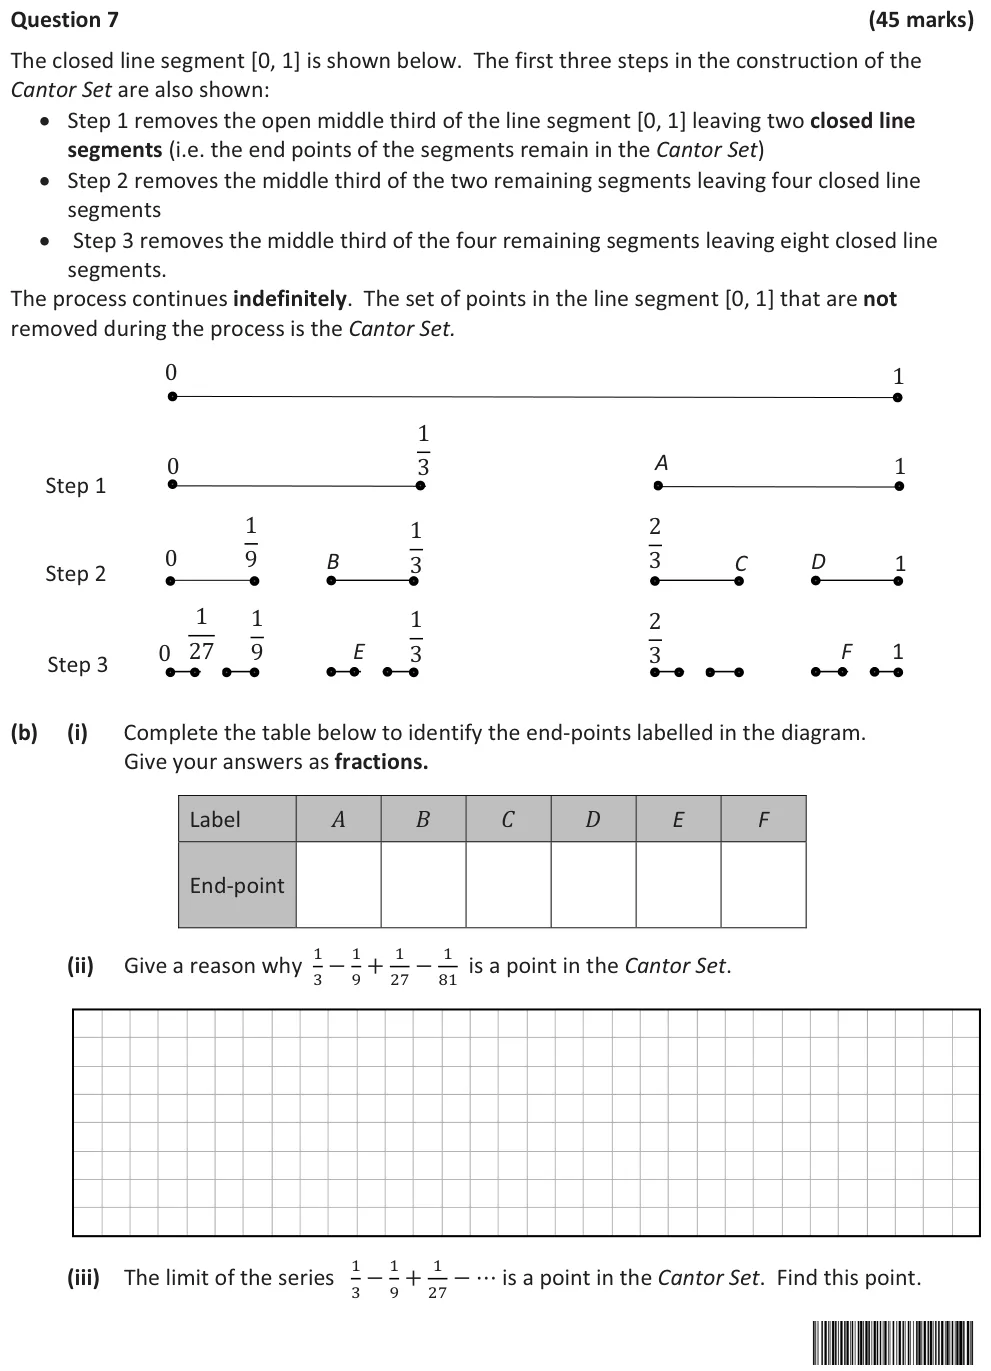 Question 7 (45 marks)
The closed line segment [0, 1] is shown below. The first three steps in the construction of the
Cantor Set are also shown:
• Step 1 removes the open middle third of the line segment [0, 1] leaving two closed line
segments (i.e. the end points of the segments remain in the Cantor Set)
• Step 2 removes the middle third of the two remaining segments leaving four closed line
segments
• Step 3 removes the middle third of the four remaining segments leaving eight closed line
segments.
The process continues indefinitely. The set of points in the line segment [0, 1] that are not
removed during the process is the Cantor Set.
0 1
Step 1 0 1/3 A 1
Step 2 0 1/9 B 1/3 2/3 C D 1
Step 3 0 1/27 1/9 E 1/3 2/3 F 1
(b) (i) Complete the table below to identify the end-points labelled in the diagram.
Give your answers as fractions.
Label A B C D E F
End-point
(ii) Give a reason why 1/3 − 1/9 + 1/27 − 1/81 is a point in the Cantor Set.
(iii) The limit of the series 1/3 − 1/9 + 1/27 − ⋯ is a point in the Cantor Set. Find this point.